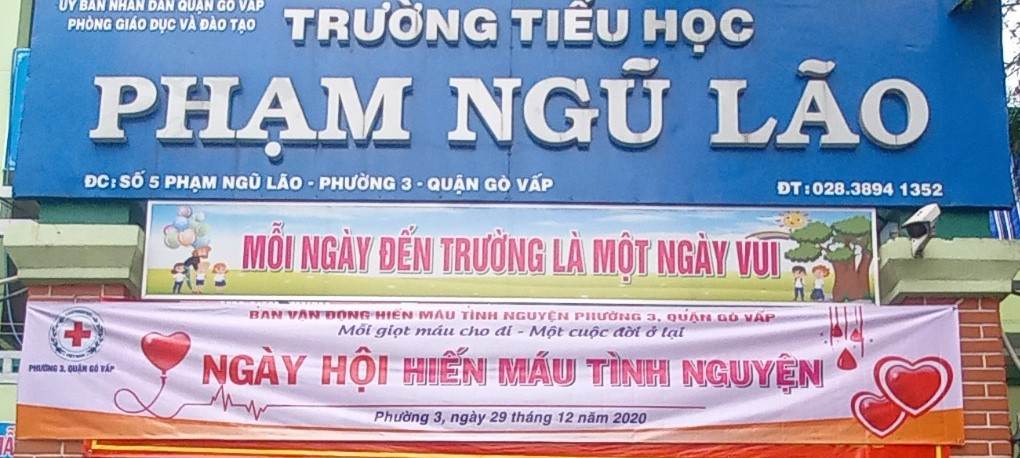 ỦY BAN NHÂN DÂN QUẬN GÒ VẤP
PHÒNG GIÁO DỤC VÀ ĐÀO TẠO
TRƯỜNG TIỂU HỌC
PHẠM NGŨ LÃO
ĐC: SỐ 5 PHẠM NGŨ LÃO - PHƯỜNG 3 - QUẬN GÒ VẤP
ĐT: 028.3894 1352
MỖI NGÀY ĐẾN TRƯỜNG LÀ MỘT NGÀY VUI
BAN VẬN ĐỘNG HIẾN MÁU TÌNH NGUYỆN PHƯỜNG 3, QUẬN GÒ VẤP
Mỗi giọt máu cho đi - Một cuộc đời ở lại
PHƯỜNG 3, QUẬN GÒ VẤP
NGÀY HỘI HIẾN MÁU TÌNH NGUYỆN
Phường 3, ngày 29 tháng 12 năm 2020